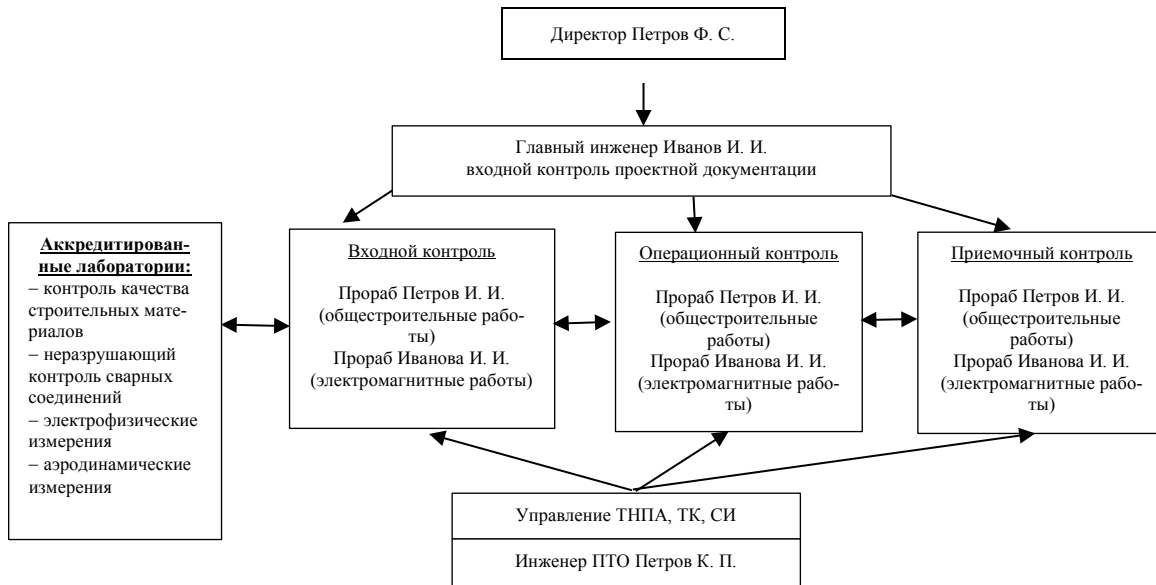 Директор Петров Ф. С.
Главный инженер Иванов И. И.
входной контроль проектной документации
Аккредитирован-
ные лаборатории:
– контроль качества
строительных мате-
риалов
– неразрушающий
контроль сварных
соединений
– электрофизические
измерения
– аэродинамические
измерения
Входной контроль
Прораб Петров И. И.
(общестроительные рабо-
ты)
Прораб Иванова И. И.
(электромагнитные работы)
Операционный контроль
Прораб Петров И. И.
(общестроительные
работы)
Прораб Иванова И. И.
(электромагнитные рабо-
ты)
Приемочный контроль
Прораб Петров И. И.
(общестроительные
работы)
Прораб Иванова И. И.
(электромагнитные рабо-
ты)
Управление ТНПА, ТК, СИ
Инженер ПТО Петров К. П.